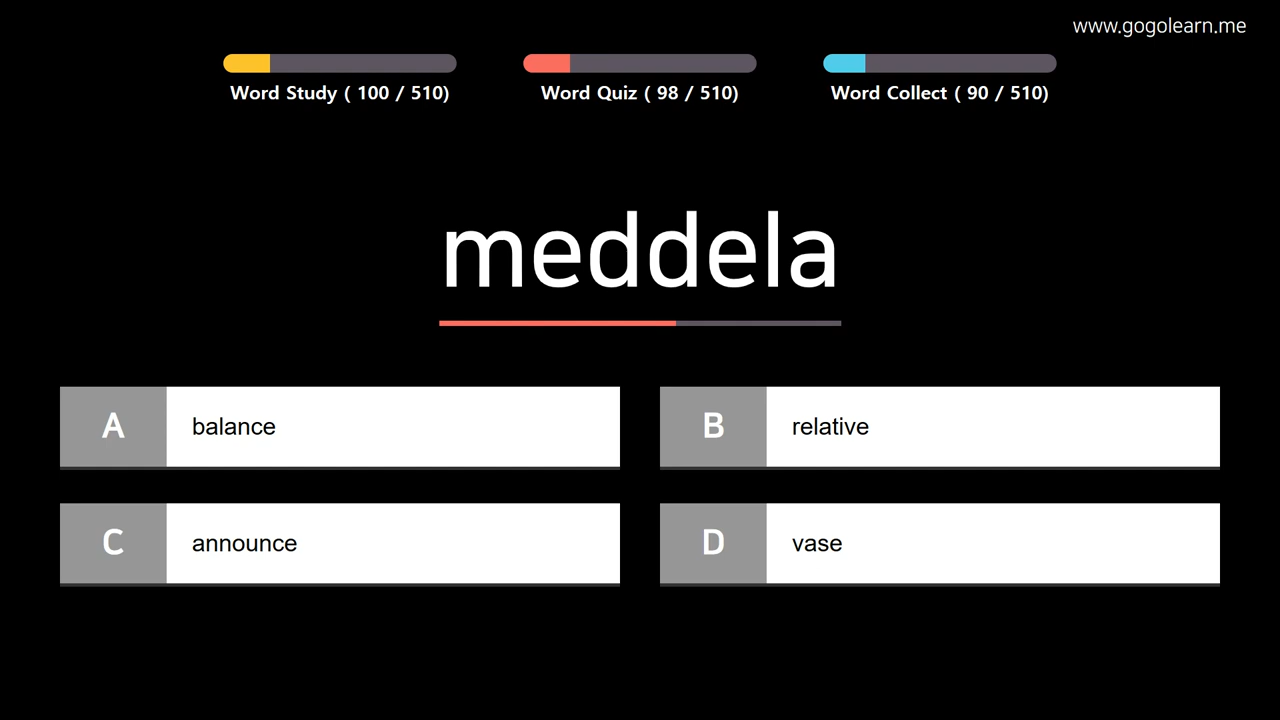 www.gogolearn.me
Word Study ( 100 / 510)
Word Quiz ( 98 / 510)
Word Collect ( 90 / 510)
meddela
A balance
B relative
C announce
D vase